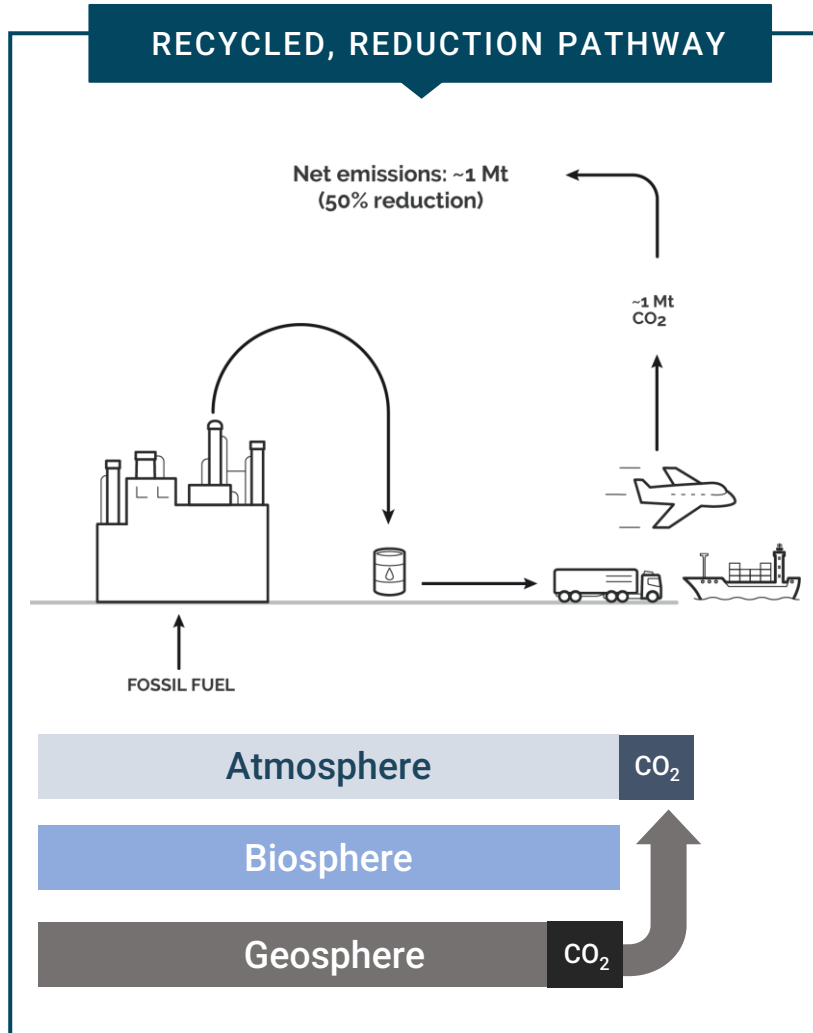 RECYCLED, REDUCTION PATHWAY
Net emissions: ~1 Mt
(50% reduction)
~1 Mt
CO₂
FOSSIL FUEL
Atmosphere
CO₂
Biosphere
Geosphere
CO₂